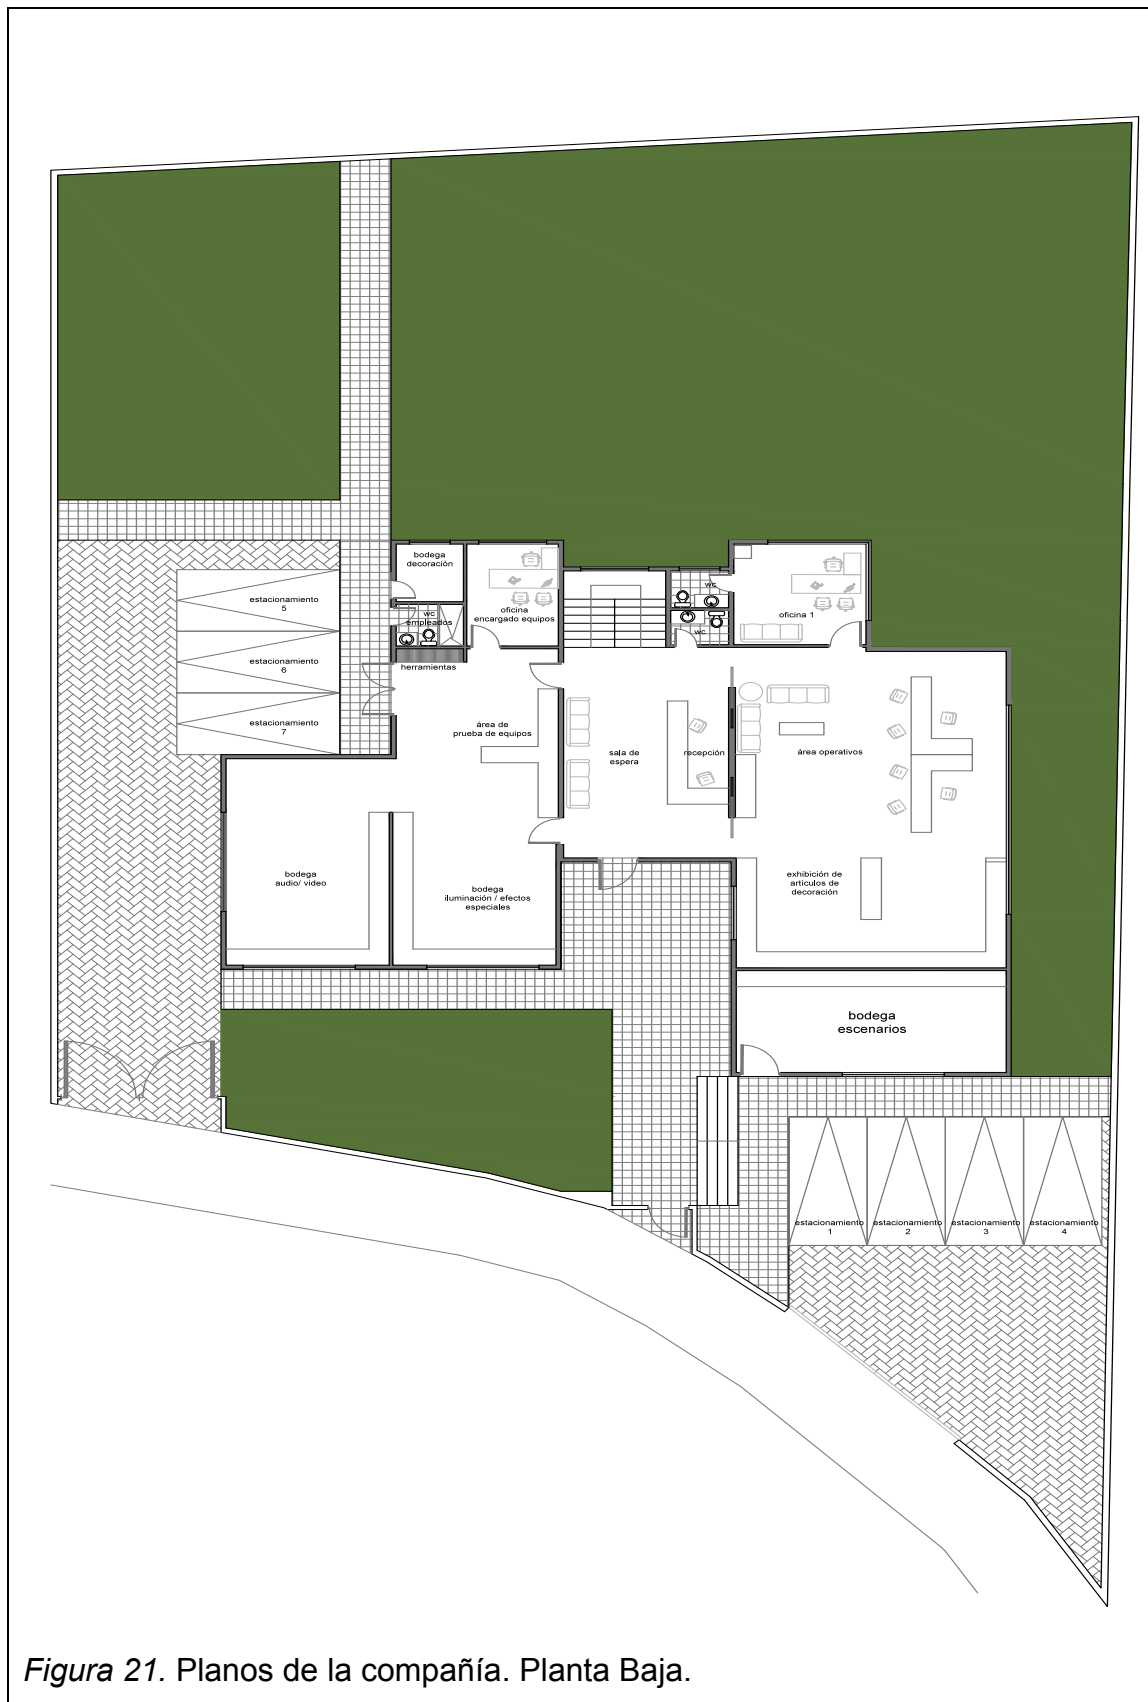 bodega
decoración
wc
empleados
oficina
encargado equipos
wc
wc
oficina 1
estacionamiento
5
estacionamiento
6
estacionamiento
7
herramientas
área de
prueba de equipos
sala de
espera
recepción
área operativos
bodega
audio/ video
bodega
iluminación / efectos
especiales
exhibición de
artículos de
decoración
bodega
escenarios
estacionamiento
1
estacionamiento
2
estacionamiento
3
estacionamiento
4
Figura 21. Planos de la compañía. Planta Baja.